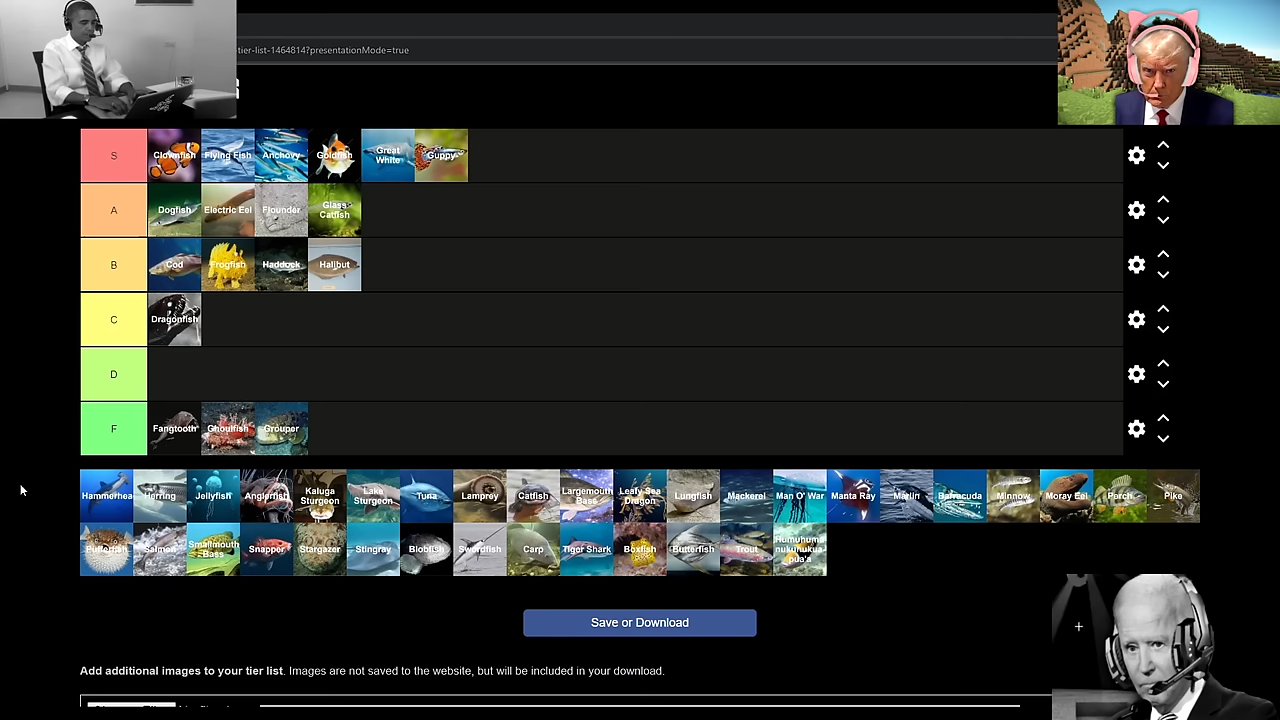 tier-list-1464814?presentationMode=true
S
Clownfish
Flying Fish
Anchovy
Goldfish
Great
White
Guppy
A
Dogfish
Electric Eel
Flounder
Glass
Catfish
B
Cod
Frogfish
Haddock
Halibut
C
Dragonfish
D
F
Fangtooth
Ghoulfish
Grouper
Hammerhea
Herring
Jellyfish
Anglerfish
Kaluga
Sturgeon
Lake
Sturgeon
Tuna
Lamprey
Catfish
Largemouth
Bass
Leafy Sea
Dragon
Lungfish
Mackerel
Man O' War
Manta Ray
Marlin
Barracuda
Minnow
Moray Eel
Perch
Pike
Pufferfish
Salmon
Smallmouth
Bass
Snapper
Stargazer
Stingray
Blobfish
Swordfish
Carp
Tiger Shark
Boxfish
Butterfish
Trout
Humuhumu
nukunukua
pua'a
Save or Download
Add additional images to your tier list. Images are not saved to the website, but will be included in your download.